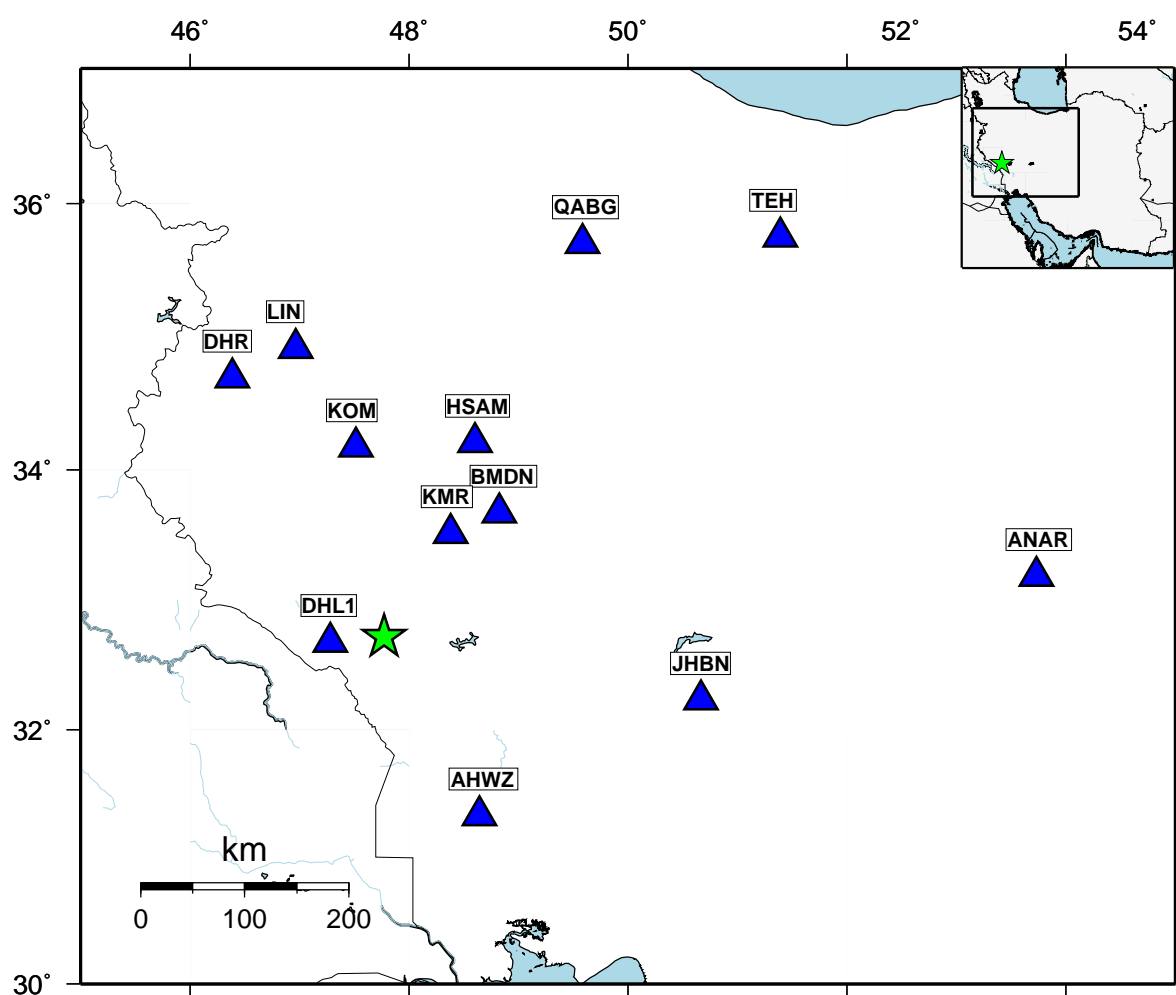 46° 48° 50° 52° 54°
36°
34°
32°
30°
QABG
TEH
LIN
DHR
KOM
HSAM
BMDN
KMR
ANAR
DHL1
JHBN
AHWZ
km
0 100 200